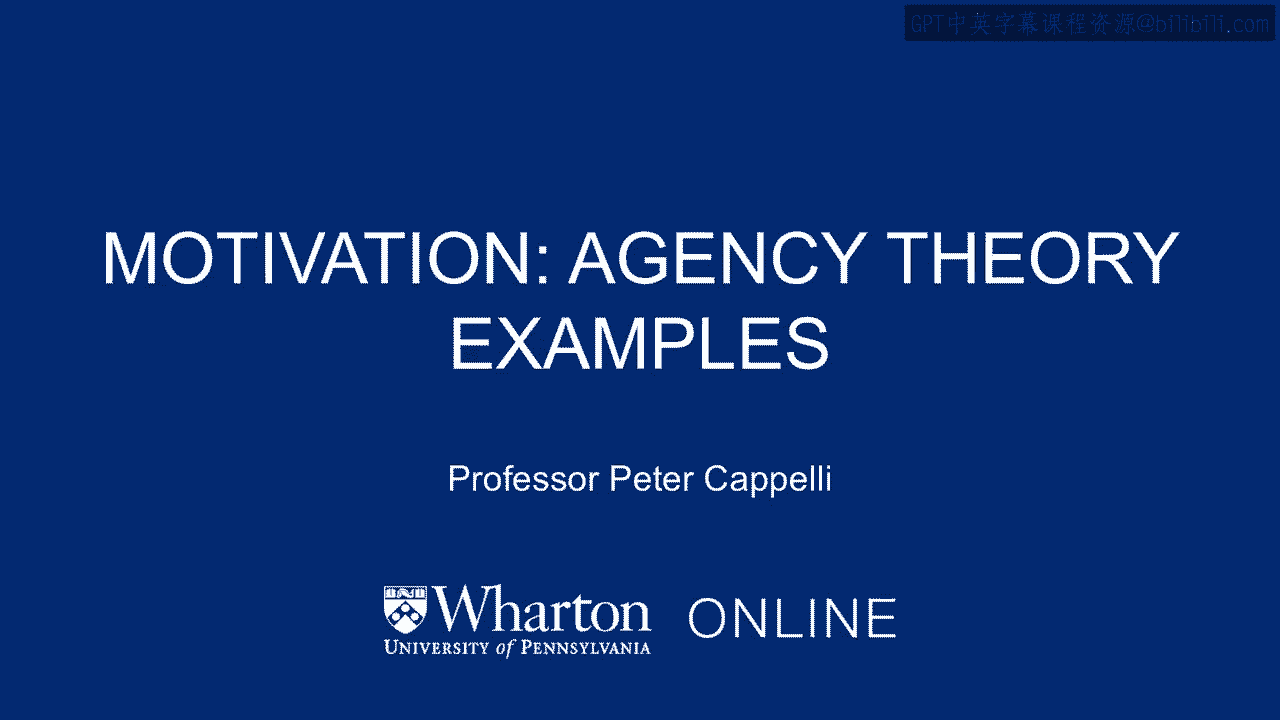 GPT中英字幕课程资源@bilibili.com
MOTIVATION: AGENCY THEORY
EXAMPLES
Professor Peter Cappelli
Wharton ONLINE
UNIVERSITY of PENNSYLVANIA